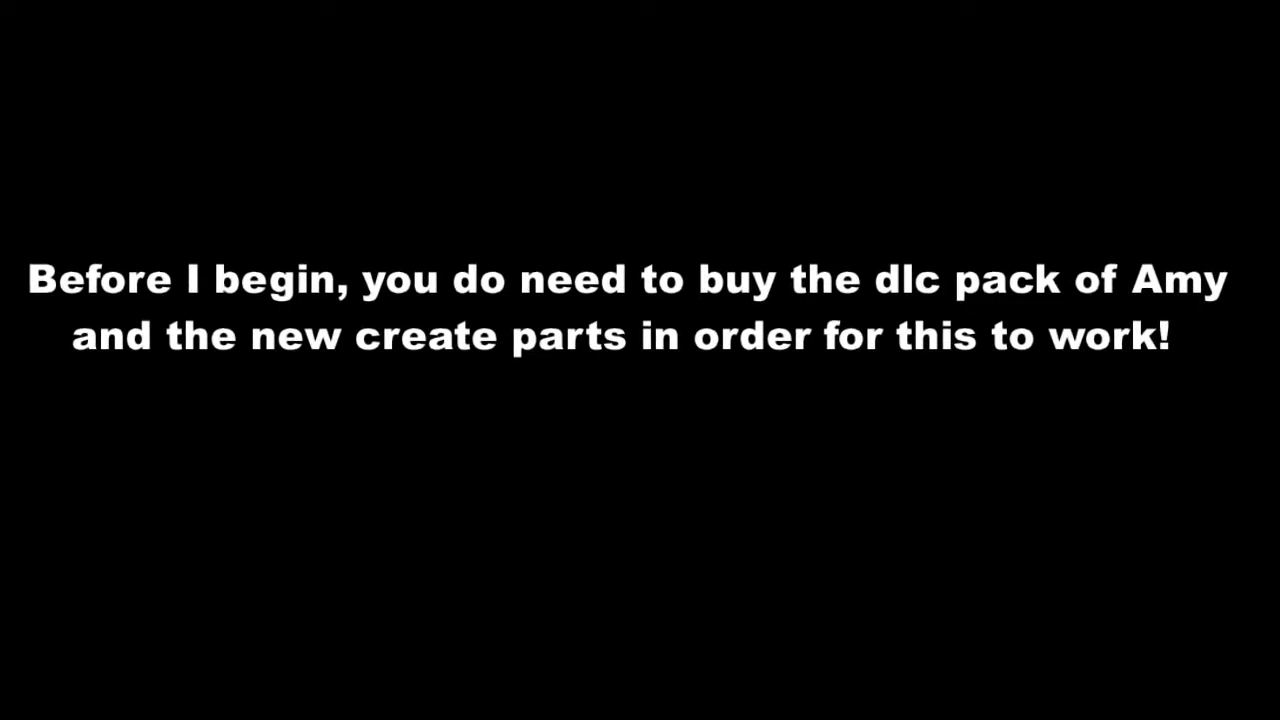 Before I begin, you do need to buy the dlc pack of Amy
and the new create parts in order for this to work!